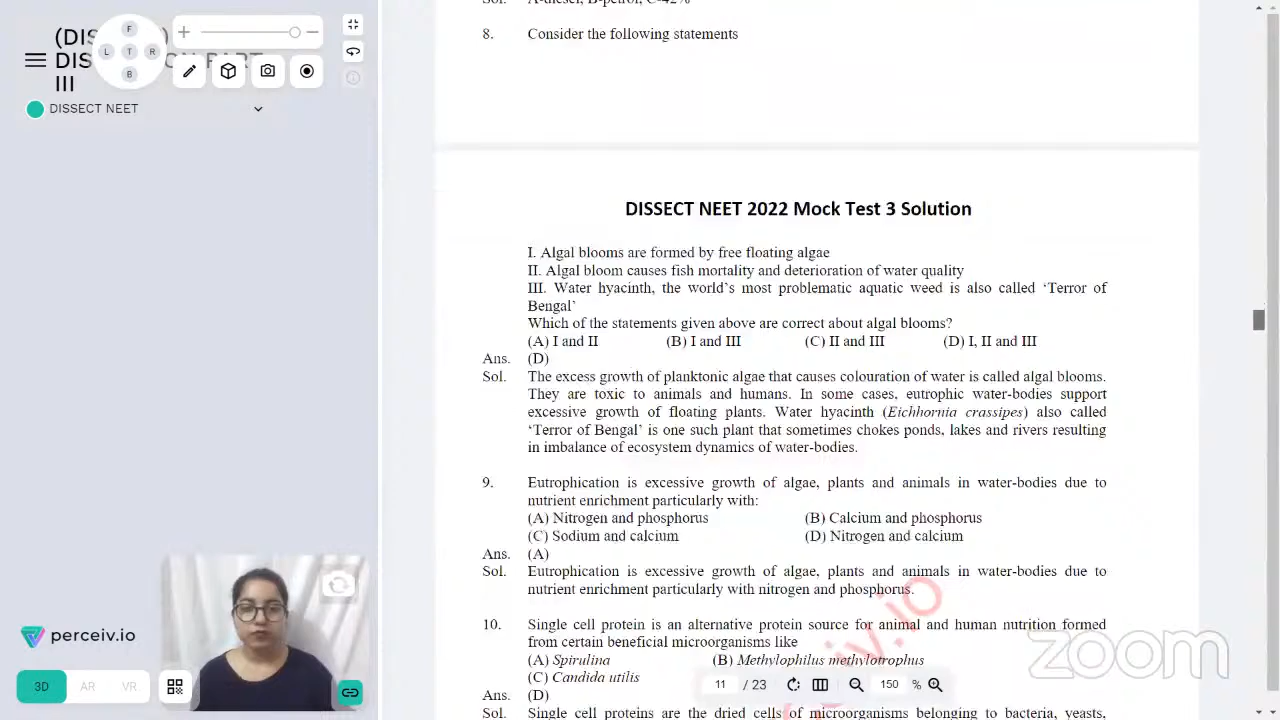 Sol. A-diesel, B-petrol, C-42%
8. Consider the following statements
DISSECT NEET 2022 Mock Test 3 Solution
I. Algal blooms are formed by free floating algae
II. Algal bloom causes fish mortality and deterioration of water quality
III. Water hyacinth, the world's most problematic aquatic weed is also called 'Terror of
Bengal'
Which of the statements given above are correct about algal blooms?
(A) I and II (B) I and III (C) II and III (D) I, II and III
Ans. (D)
Sol. The excess growth of planktonic algae that causes colouration of water is called algal blooms.
They are toxic to animals and humans. In some cases, eutrophic water-bodies support
excessive growth of floating plants. Water hyacinth (Eichhornia crassipes) also called
'Terror of Bengal' is one such plant that sometimes chokes ponds, lakes and rivers resulting
in imbalance of ecosystem dynamics of water-bodies.
9. Eutrophication is excessive growth of algae, plants and animals in water-bodies due to
nutrient enrichment particularly with:
(A) Nitrogen and phosphorus (B) Calcium and phosphorus
(C) Sodium and calcium (D) Nitrogen and calcium
Ans. (A)
Sol. Eutrophication is excessive growth of algae, plants and animals in water-bodies due to
nutrient enrichment particularly with nitrogen and phosphorus.
10. Single cell protein is an alternative protein source for animal and human nutrition formed
from certain beneficial microorganisms like
(A) Spirulina (B) Methylophilus methylotrophus
(C) Candida utilis
Ans. (D)
Sol. Single cell proteins are the dried cells of microorganisms belonging to bacteria, yeasts,
11 / 23 150 %
zoom
III
DISSECT NEET
F
L T R
B
perceiv.io
3D AR VR